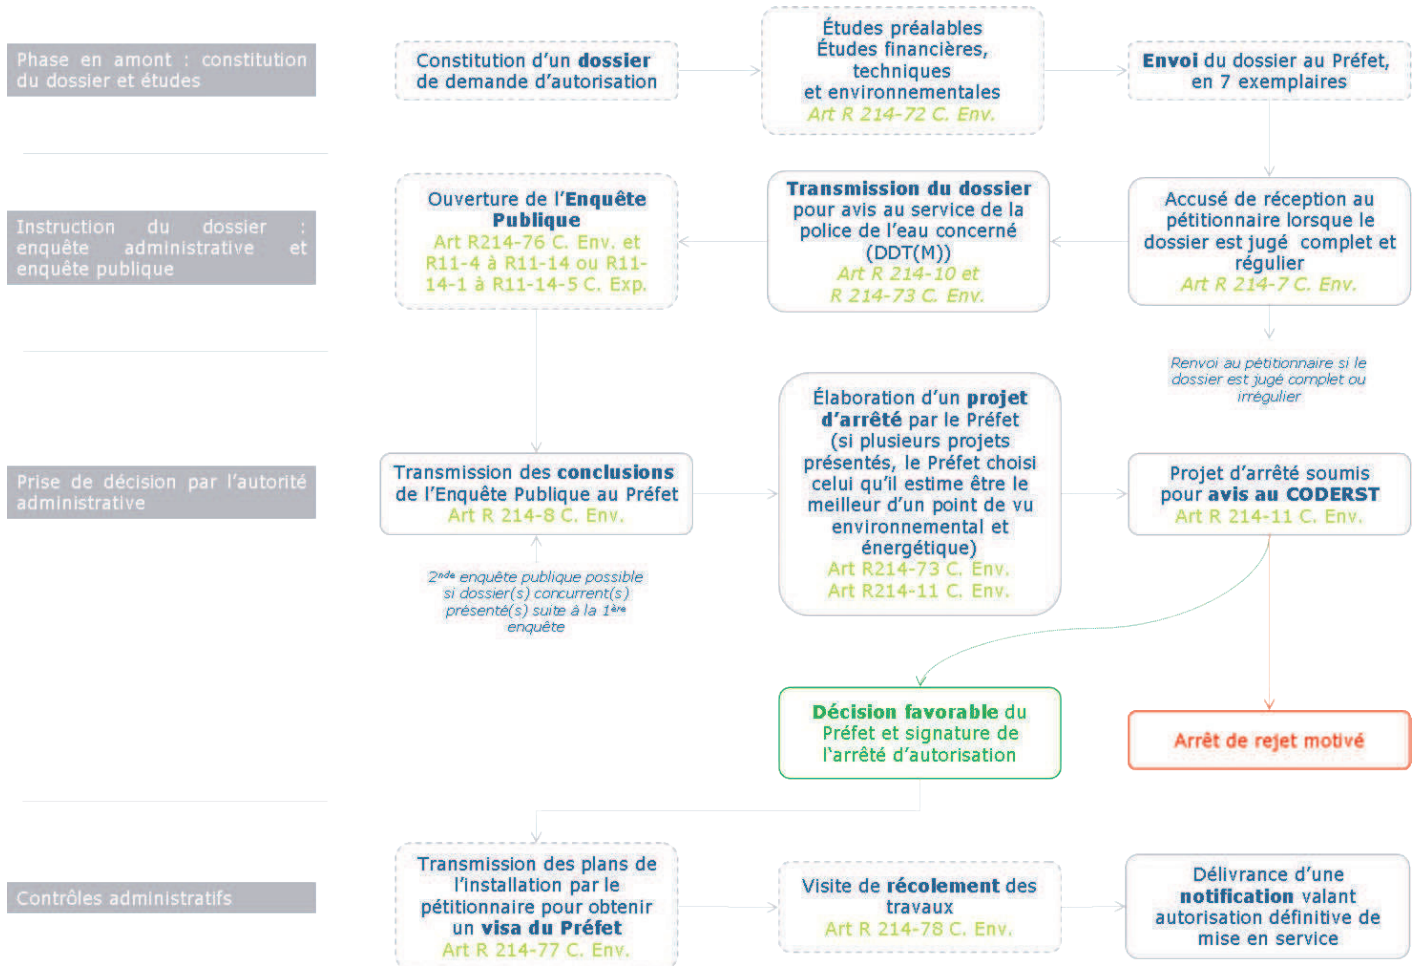 Phase en amont : constitution
du dossier et études
Constitution d'un dossier
de demande d'autorisation
Études préalables
Études financières,
techniques
et environnementales
Art R 214-72 C. Env.
Envoi du dossier au Préfet,
en 7 exemplaires
Instruction du dossier :
enquête administrative et
enquête publique
Ouverture de l'Enquête
Publique
Art R214-76 C. Env. et
R11-4 à R11-14 ou R11-
14-1 à R11-14-5 C. Exp.
Transmission du dossier
pour avis au service de la
police de l'eau concerné
(DDT(M))
Art R 214-10 et
R 214-73 C. Env.
Accusé de réception au
pétitionnaire lorsque le
dossier est jugé complet et
régulier
Art R 214-7 C. Env.
Renvoi au pétitionnaire si le
dossier est jugé complet ou
irrégulier
Prise de décision par l'autorité
administrative
Transmission des conclusions
de l'Enquête Publique au Préfet
Art R 214-8 C. Env.
2nde enquête publique possible
si dossier(s) concurrent(s)
présenté(s) suite à la 1ère
enquête
Élaboration d'un projet
d'arrêté par le Préfet
(si plusieurs projets
présentés, le Préfet choisi
celui qu'il estime être le
meilleur d'un point de vu
environnemental et
énergétique)
Art R214-73 C. Env.
Art R214-11 C. Env.
Projet d'arrêté soumis
pour avis au CODERST
Art R 214-11 C. Env.
Décision favorable du
Préfet et signature de
l'arrêté d'autorisation
Arrêt de rejet motivé
Contrôles administratifs
Transmission des plans de
l'installation par le
pétitionnaire pour obtenir
un visa du Préfet
Art R 214-77 C. Env.
Visite de récolement des
travaux
Art R 214-78 C. Env.
Délivrance d'une
notification valant
autorisation définitive de
mise en service